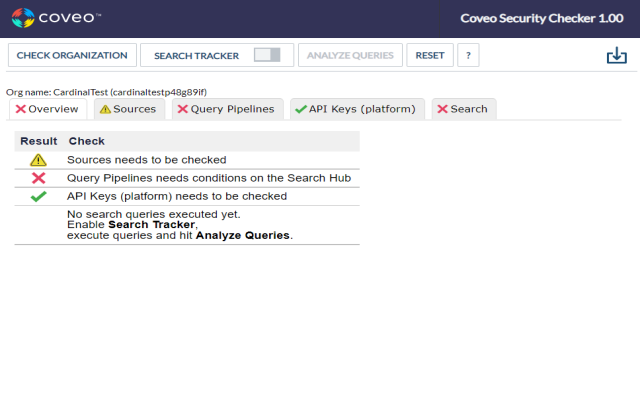 coveo™
Coveo Security Checker 1.00
CHECK ORGANIZATION
SEARCH TRACKER
ANALYZE QUERIES
RESET
?
Org name: CardinalTest (cardinaltestp48g89if)
Overview
Sources
Query Pipelines
API Keys (platform)
Search
Result Check
Sources needs to be checked
Query Pipelines needs conditions on the Search Hub
API Keys (platform) needs to be checked
No search queries executed yet.
Enable Search Tracker,
execute queries and hit Analyze Queries.